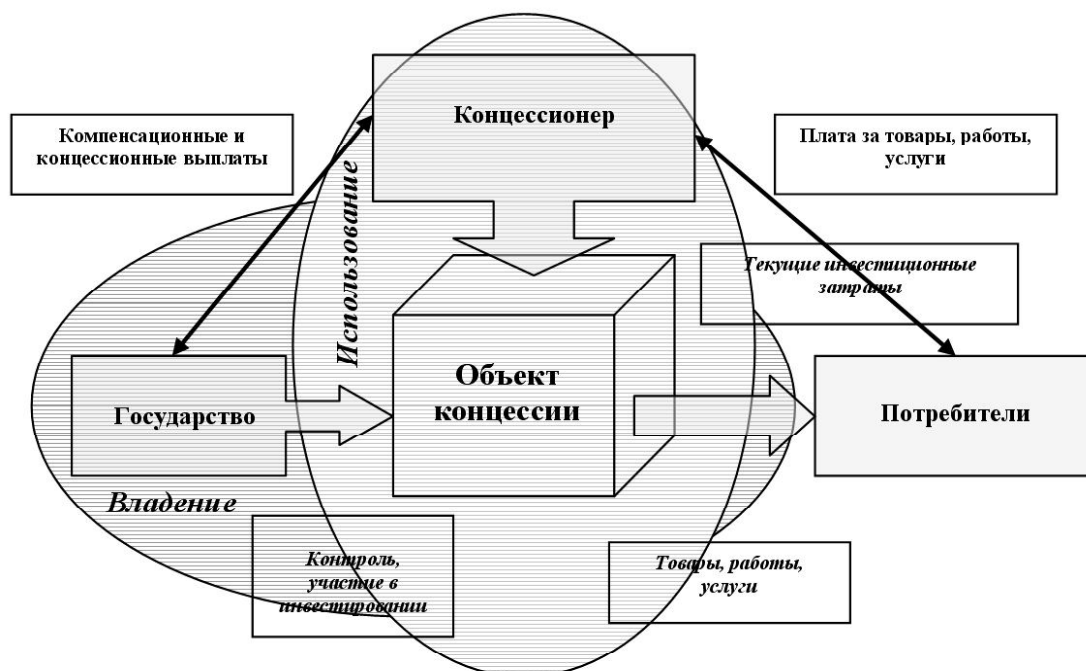 Концессионер
Компенсационные и
концессионные выплаты
Плата за товары, работы,
услуги
Использование
Текущие инвестиционные
затраты
Объект
концессии
Государство
Потребители
Владение
Контроль,
участие в
инвестировании
Товары, работы,
услуги